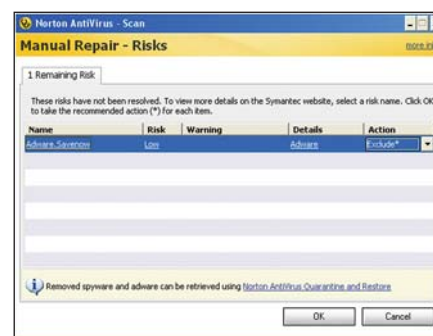 Norton AntiVirus - Scan
Manual Repair - Risks
more info
1 Remaining Risk
These risks have not been resolved. To view more details on the Symantec website, select a risk name. Click OK
to take the recommended action (*) for each item.
Name Risk Warning Details Action
Adware.Savenow Low Adware Exclude*
Removed spyware and adware can be retrieved using Norton AntiVirus Quarantine and Restore
OK Cancel